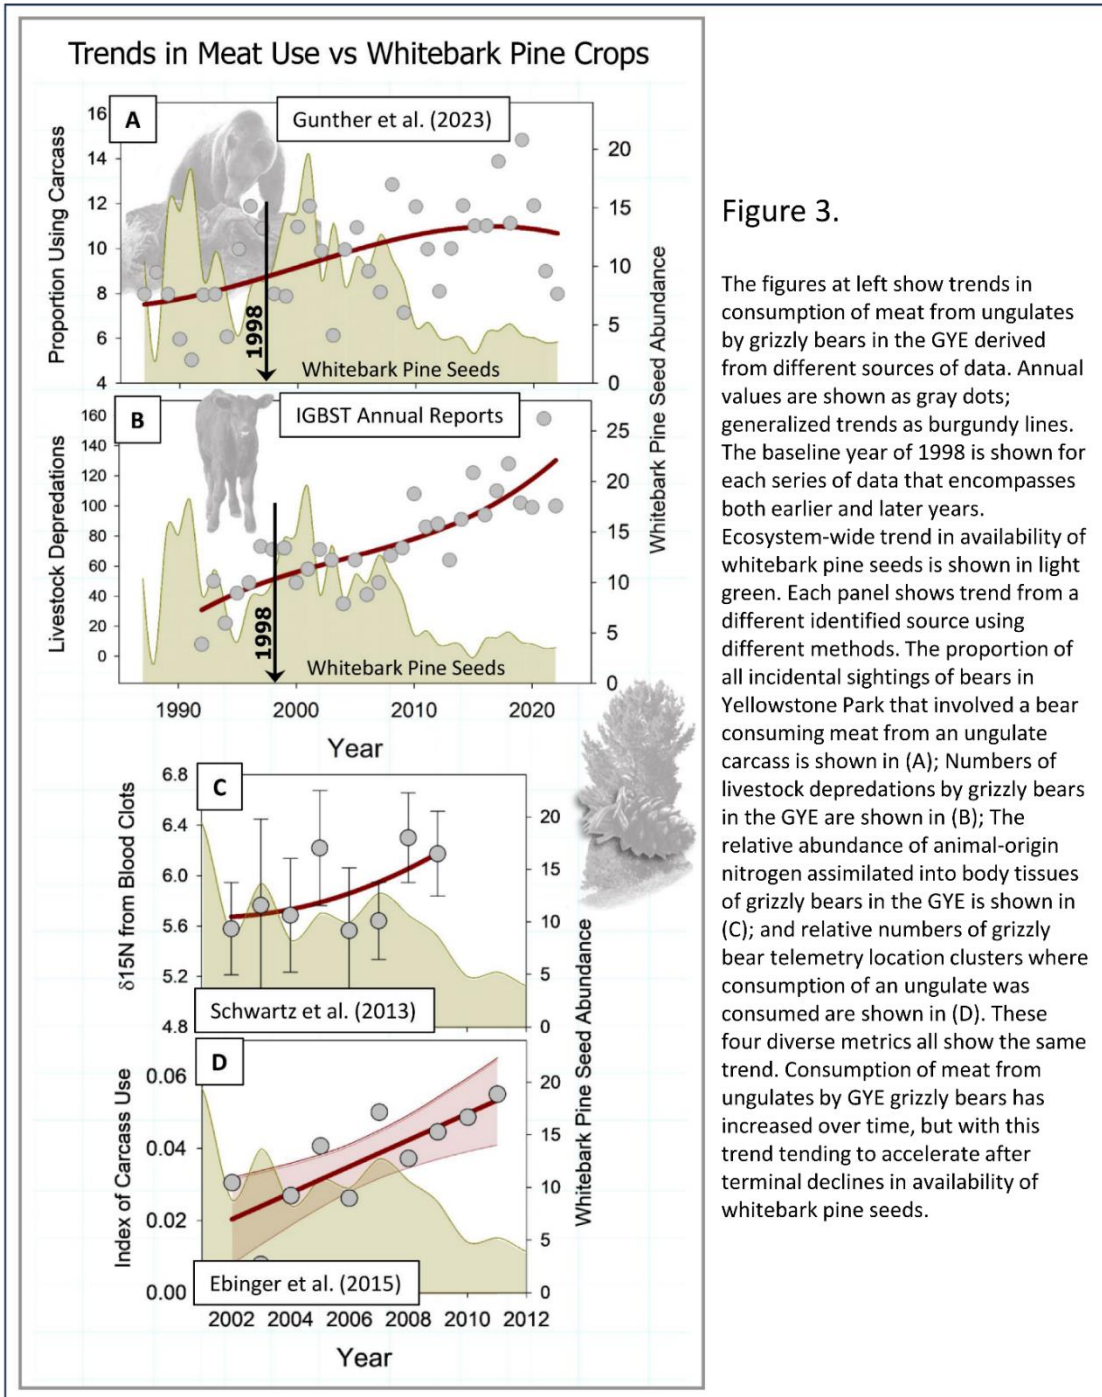 Trends in Meat Use vs Whitebark Pine Crops
A
Gunther et al. (2023)
16
14
12
10
8
6
4
Proportion Using Carcass
20
15
10
5
0
1998
Whitebark Pine Seeds
B
IGBST Annual Reports
160
140
120
100
80
60
40
20
0
Livestock Depredations
25
20
15
10
5
0
Whitebark Pine Seed Abundance
1998
Whitebark Pine Seeds
1990
2000
2010
2020
Year
C
6.8
6.4
6.0
5.6
5.2
4.8
δ15N from Blood Clots
20
15
10
5
0
Schwartz et al. (2013)
D
0.06
0.04
0.02
0.00
Index of Carcass Use
20
15
10
5
0
Whitebark Pine Seed Abundance
Ebinger et al. (2015)
2002
2004
2006
2008
2010
2012
Year
Figure 3.
The figures at left show trends in
consumption of meat from ungulates
by grizzly bears in the GYE derived
from different sources of data. Annual
values are shown as gray dots;
generalized trends as burgundy lines.
The baseline year of 1998 is shown for
each series of data that encompasses
both earlier and later years.
Ecosystem-wide trend in availability of
whitebark pine seeds is shown in light
green. Each panel shows trend from a
different identified source using
different methods. The proportion of
all incidental sightings of bears in
Yellowstone Park that involved a bear
consuming meat from an ungulate
carcass is shown in (A); Numbers of
livestock depredations by grizzly bears
in the GYE are shown in (B); The
relative abundance of animal-origin
nitrogen assimilated into body tissues
of grizzly bears in the GYE is shown in
(C); and relative numbers of grizzly
bear telemetry location clusters where
consumption of an ungulate was
consumed are shown in (D). These
four diverse metrics all show the same
trend. Consumption of meat from
ungulates by GYE grizzly bears has
increased over time, but with this
trend tending to accelerate after
terminal declines in availability of
whitebark pine seeds.